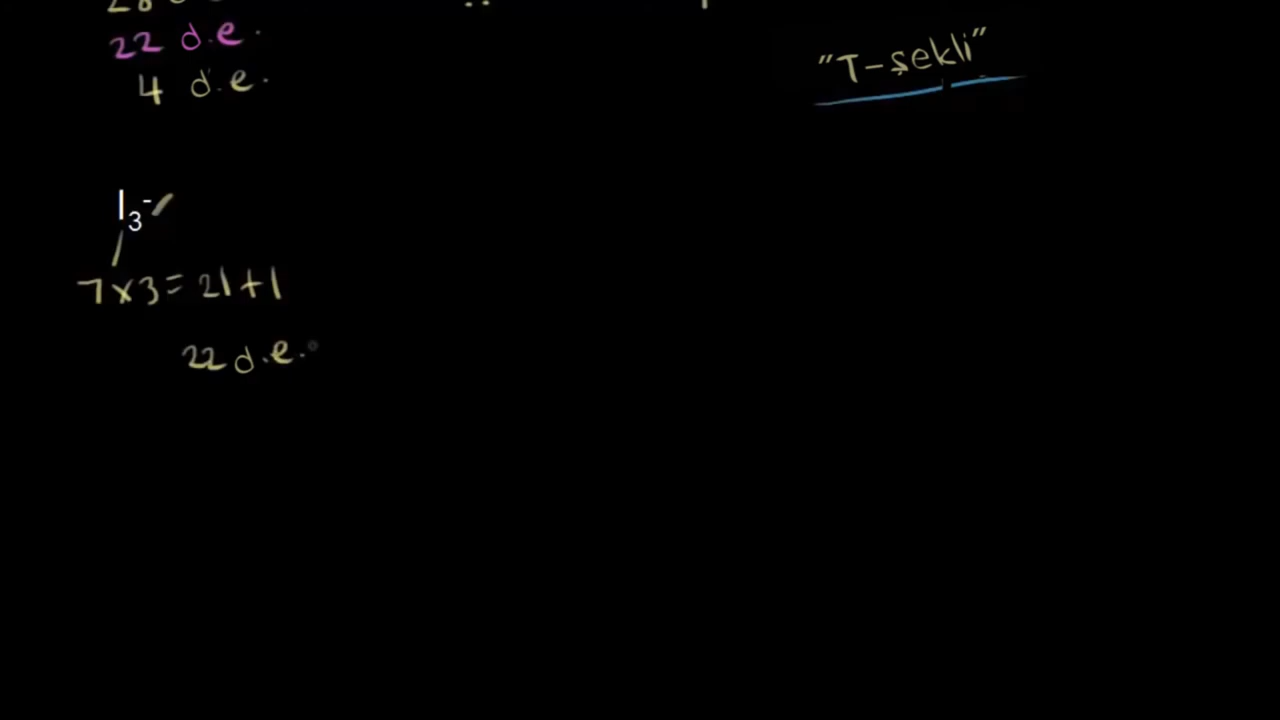 22 d.e.
4 d.e.
"T-şekli"
I3-
7x3=21+1
22 d.e.